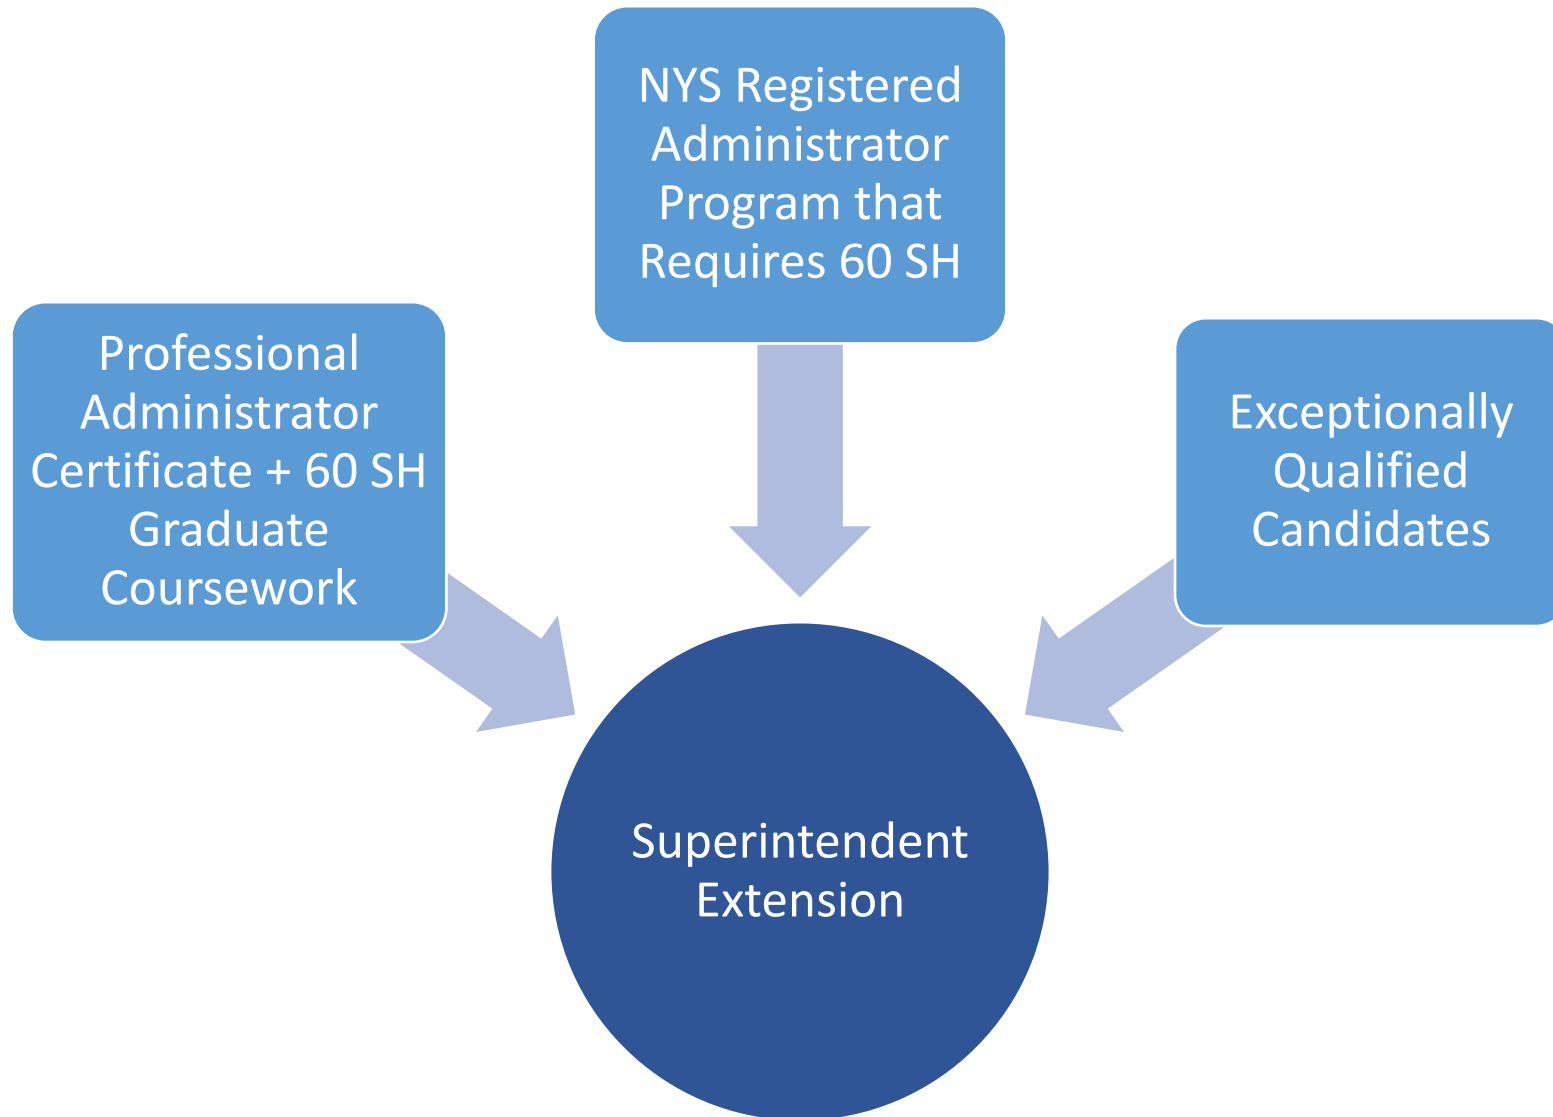 Professional
Administrator
Certificate + 60 SH
Graduate
Coursework
NYS Registered
Administrator
Program that
Requires 60 SH
Exceptionally
Qualified
Candidates
Superintendent
Extension